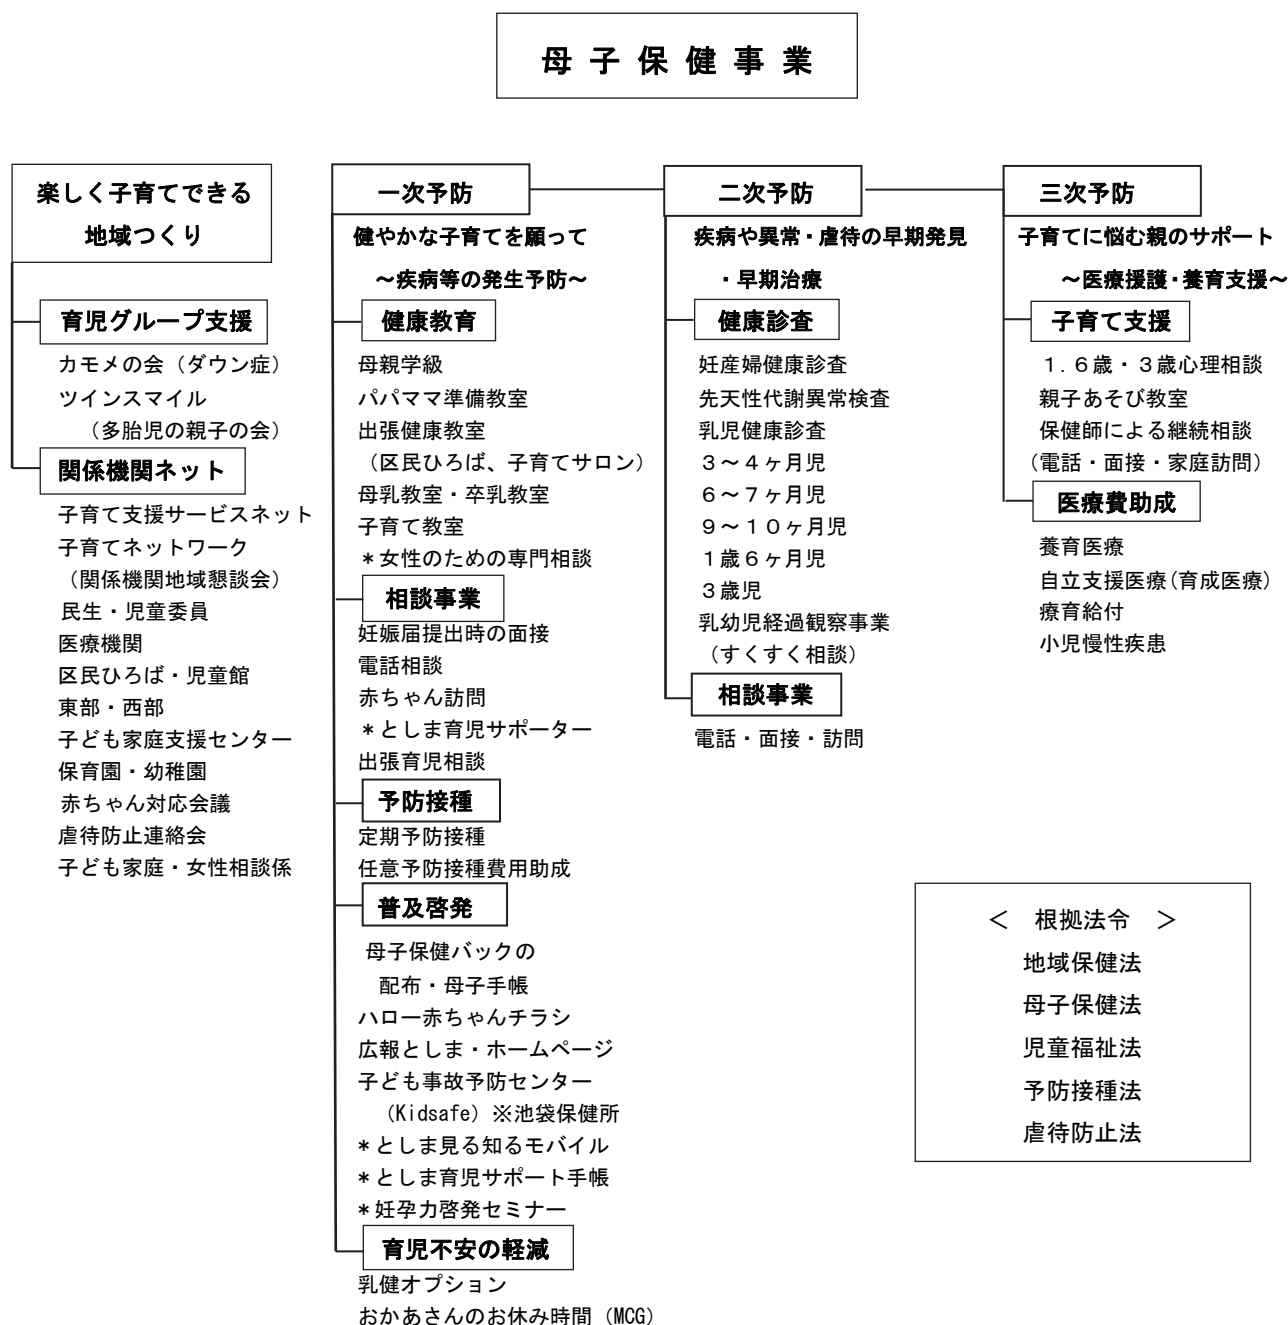 母子保健事業
楽しく子育てできる
地域つくり
育児グループ支援
カモメの会（ダウン症）
ツインスマイル
（多胎児の親子の会）
関係機関ネット
子育て支援サービスネット
子育てネットワーク
（関係機関地域懇談会）
民生・児童委員
医療機関
区民ひろば・児童館
東部・西部
子ども家庭支援センター
保育園・幼稚園
赤ちゃん対応会議
虐待防止連絡会
子ども家庭・女性相談係
一次予防
健やかな子育てを願って
～疾病等の発生予防～
健康教育
母親学級
パパママ準備教室
出張健康教室
（区民ひろば、子育てサロン）
母乳教室・卒乳教室
子育て教室
＊女性のための専門相談
相談事業
妊娠届提出時の面接
電話相談
赤ちゃん訪問
＊としま育児サポーター
出張育児相談
予防接種
定期予防接種
任意予防接種費用助成
普及啓発
母子保健バックの
配布・母子手帳
ハロー赤ちゃんチラシ
広報としま・ホームページ
子ども事故予防センター
（Kidsafe）※池袋保健所
＊としま見る知るモバイル
＊としま育児サポート手帳
＊妊孕力啓発セミナー
育児不安の軽減
乳健オプション
おかあさんのお休み時間（MCG）
二次予防
疾病や異常・虐待の早期発見
・早期治療
健康診査
妊産婦健康診査
先天性代謝異常検査
乳児健康診査
３～４ヶ月児
６～７ヶ月児
９～１０ヶ月児
１歳６ヶ月児
３歳児
乳幼児経過観察事業
（すくすく相談）
相談事業
電話・面接・訪問
三次予防
子育てに悩む親のサポート
～医療援護・養育支援～
子育て支援
１.６歳・３歳心理相談
親子あそび教室
保健師による継続相談
（電話・面接・家庭訪問）
医療費助成
養育医療
自立支援医療(育成医療）
療育給付
小児慢性疾患
＜　根拠法令　＞
地域保健法
母子保健法
児童福祉法
予防接種法
虐待防止法